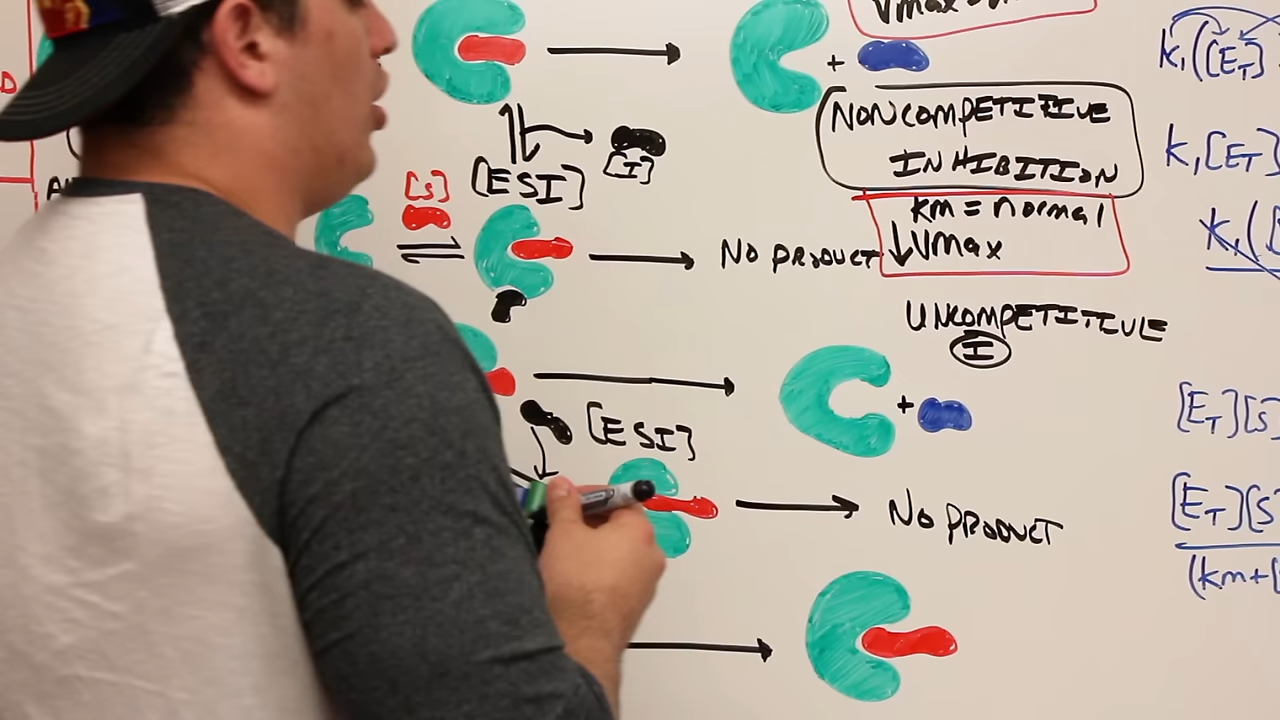 Vmax
+
k1([ET]
NONCOMPETITIVE
INHIBITION
[I]
k1[ET]
[ESI]
[S]
km = normal
↓Vmax
No product
k1(
UNCOMPETITIVE
I
+
[ET][S]
[ESI]
No product
[ET][S
(km+[